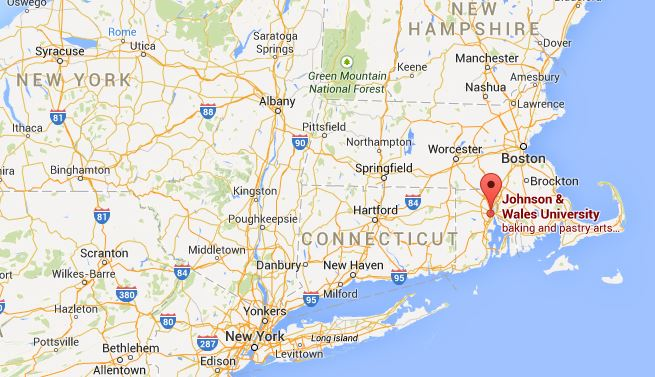 Oswego
Rome
Syracuse
Utica
Saratoga
Springs
NEW
HAMPSHIRE
Dover
Manchester
Keene
Amesbury
Nashua
Lawrence
Green Mountain
National Forest
NEW YORK
Albany
88
81
Ithaca
Pittsfield
90
Northampton
Worcester
Boston
Springfield
Brockton
Binghamton
Kingston
Johnson &
Wales University
baking and pastry arts...
84
Hartford
81
Poughkeepsie
CONNECTICUT
Scranton
Middletown
Danbury
New Haven
84
95
Wilkes-Barre
380
Milford
95
Hazleton
80
Yonkers
287
New York
Long Island
Pottsville
Bethlehem
Levittown
Edison
Allentown